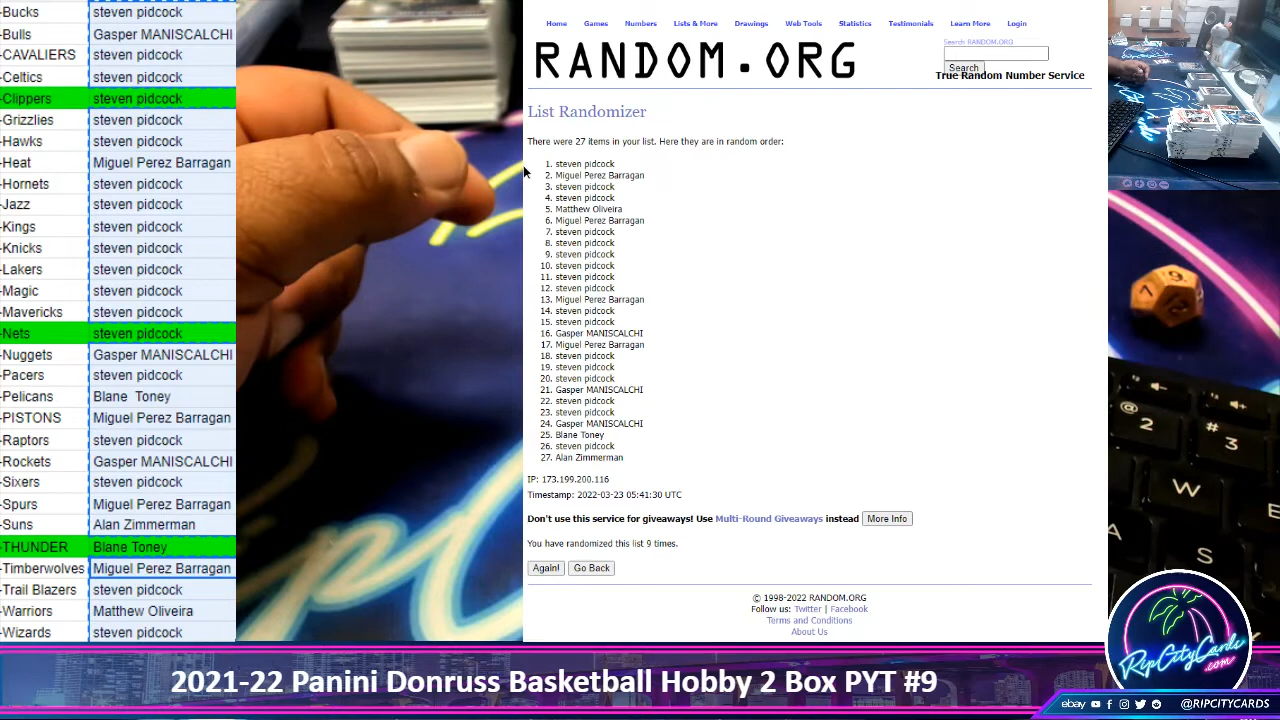 -Bucks steven pidcock
-Bulls Gasper MANISCALCHI
-CAVALIERS steven pidcock
-Celtics steven pidcock
-Clippers steven pidcock
-Grizzlies steven pidcock
-Hawks steven pidcock
-Heat Miguel Perez Barragan
-Hornets steven pidcock
-Jazz steven pidcock
-Kings steven pidcock
-Knicks steven pidcock
-Lakers steven pidcock
-Magic steven pidcock
-Mavericks steven pidcock
-Nets steven pidcock
-Nuggets Gasper MANISCALCHI
-Pacers steven pidcock
-Pelicans Blane Toney
-PISTONS Miguel Perez Barragan
-Raptors steven pidcock
-Rockets Gasper MANISCALCHI
-Sixers steven pidcock
-Spurs Miguel Perez Barragan
-Suns Alan Zimmerman
-THUNDER Blane Toney
-Timberwolves Miguel Perez Barragan
-Trail Blazers steven pidcock
-Warriors Matthew Oliveira
-Wizards steven pidcock
Home Games Numbers Lists & More Drawings Web Tools Statistics Testimonials Learn More Login
RANDOM.ORG
Search RANDOM.ORG
Search
True Random Number Service
List Randomizer
There were 27 items in your list. Here they are in random order:
1. steven pidcock
2. Miguel Perez Barragan
3. steven pidcock
4. steven pidcock
5. Matthew Oliveira
6. Miguel Perez Barragan
7. steven pidcock
8. steven pidcock
9. steven pidcock
10. steven pidcock
11. steven pidcock
12. steven pidcock
13. Miguel Perez Barragan
14. steven pidcock
15. steven pidcock
16. Gasper MANISCALCHI
17. Miguel Perez Barragan
18. steven pidcock
19. steven pidcock
20. steven pidcock
21. Gasper MANISCALCHI
22. steven pidcock
23. steven pidcock
24. Gasper MANISCALCHI
25. Blane Toney
26. steven pidcock
27. Alan Zimmerman
IP: 173.199.200.116
Timestamp: 2022-03-23 05:41:30 UTC
Don't use this service for giveaways! Use Multi-Round Giveaways instead More Info
You have randomized this list 9 times.
Again! Go Back
© 1998-2022 RANDOM.ORG
Follow us: Twitter | Facebook
Terms and Conditions
About Us
9
1
@ 2
# 3
W
E
S
RipCityCards
.com
2021-22 Panini Donruss Basketball Hobby 2 Box PYT #9
ebay @RIPCITYCARDS